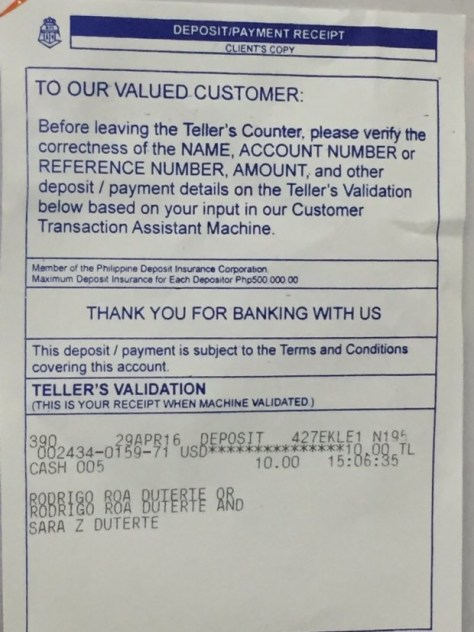 DEPOSIT/PAYMENT RECEIPT
CLIENT'S COPY
TO OUR VALUED CUSTOMER:
Before leaving the Teller's Counter, please verify the
correctness of the NAME, ACCOUNT NUMBER or
REFERENCE NUMBER, AMOUNT, and other
deposit / payment details on the Teller's Validation
below based on your input in our Customer
Transaction Assistant Machine.
Member of the Philippine Deposit Insurance Corporation.
Maximum Deposit Insurance for Each Depositor Php500 000 00
THANK YOU FOR BANKING WITH US
This deposit / payment is subject to the Terms and Conditions
covering this account.
TELLER'S VALIDATION
(THIS IS YOUR RECEIPT WHEN MACHINE VALIDATED.)
390 29APR16 DEPOSIT 427EKLE1
002434-0159-71 USD***************10.00 TL
CASH 005 10.00 15:06:35
RODRIGO ROA DUTERTE OR
RODRIGO ROA DUTERTE AND
SARA Z DUTERTE